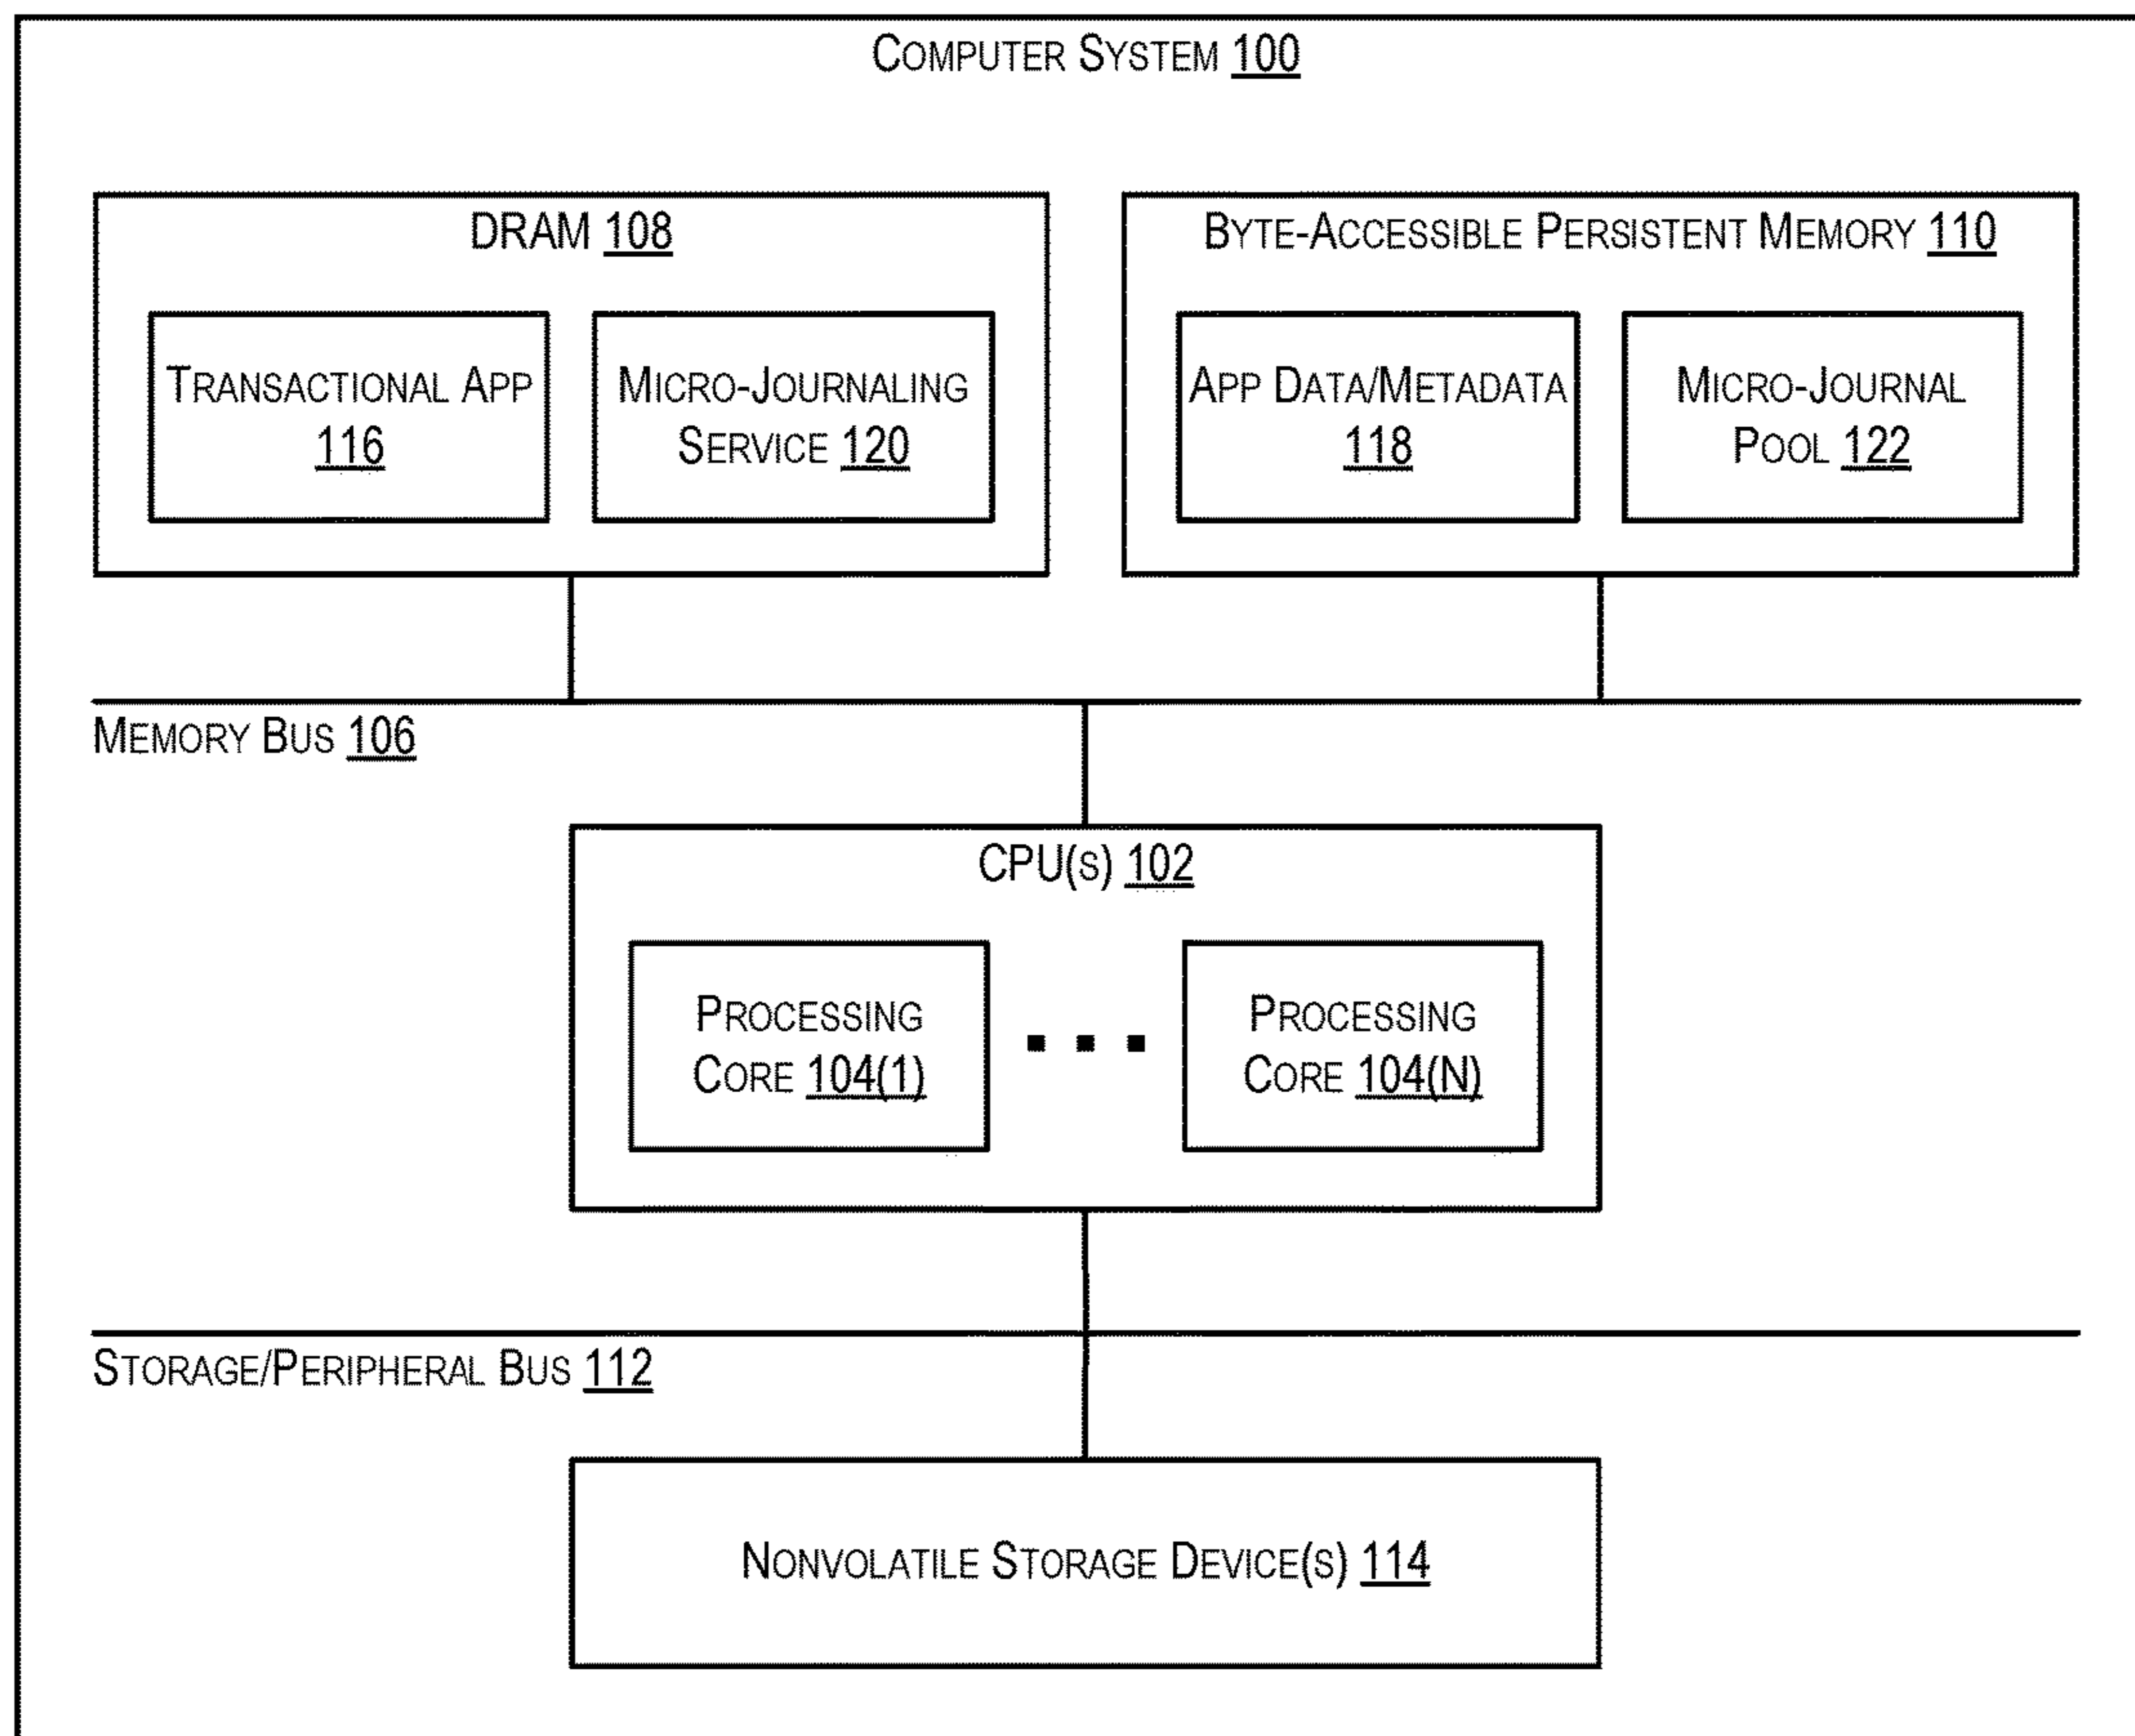 Computer System 100
DRAM 108
Byte-Accessible Persistent Memory 110
Transactional App
116
Micro-Journaling
Service 120
App Data/Metadata
118
Micro-Journal
Pool 122
Memory Bus 106
CPU(s) 102
Processing
Core 104(1)
Processing
Core 104(N)
Storage/Peripheral Bus 112
Nonvolatile Storage Device(s) 114